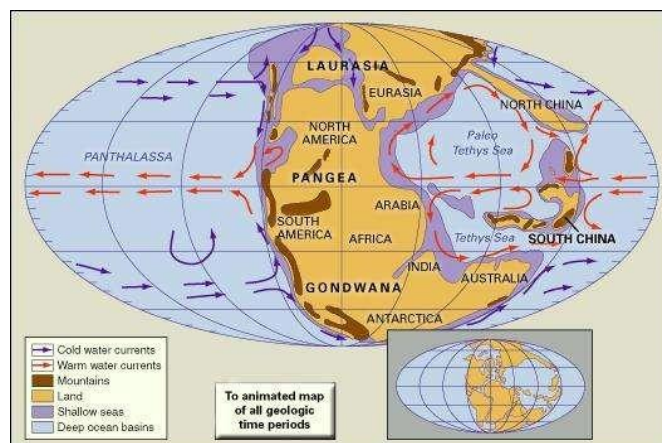 LAURASIA
EURASIA
NORTH CHINA
NORTH
AMERICA
Paleo
Tethys Sea
PANTHALASSA
PANGEA
ARABIA
SOUTH
AMERICA
AFRICA
Tethys Sea
SOUTH CHINA
INDIA
AUSTRALIA
GONDWANA
ANTARCTICA
Cold water currents
Warm water currents
Mountains
Land
Shallow seas
Deep ocean basins
To animated map
of all geologic
time periods